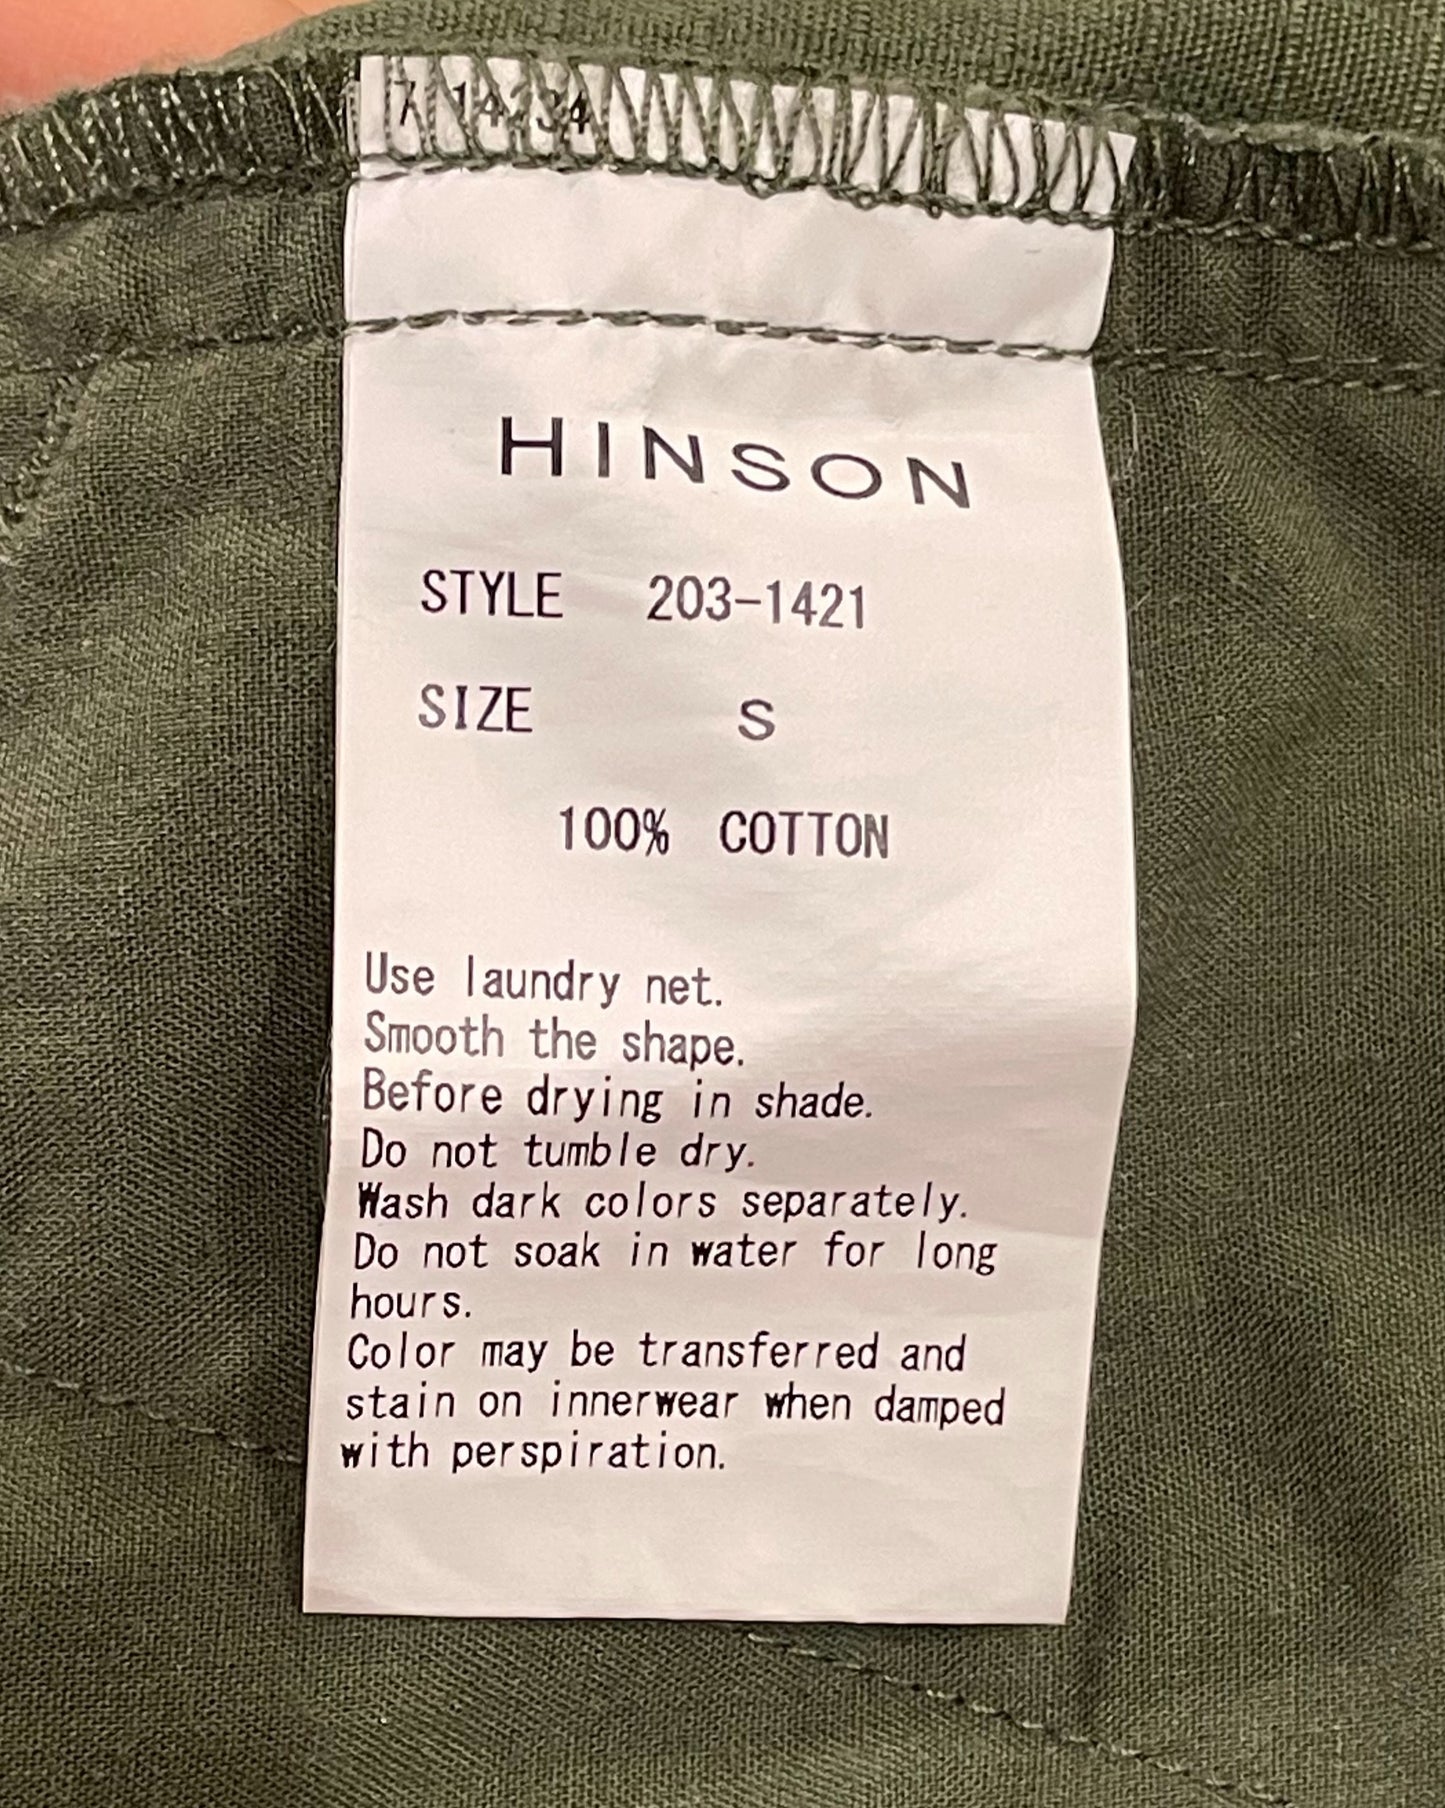 HINSON
STYLE 203-1421
SIZE S
100% COTTON
Use laundry net.
Smooth the shape.
Before drying in shade.
Do not tumble dry.
Wash dark colors separately.
Do not soak in water for long
hours.
Color may be transferred and
stain on innerwear when damped
with perspiration.